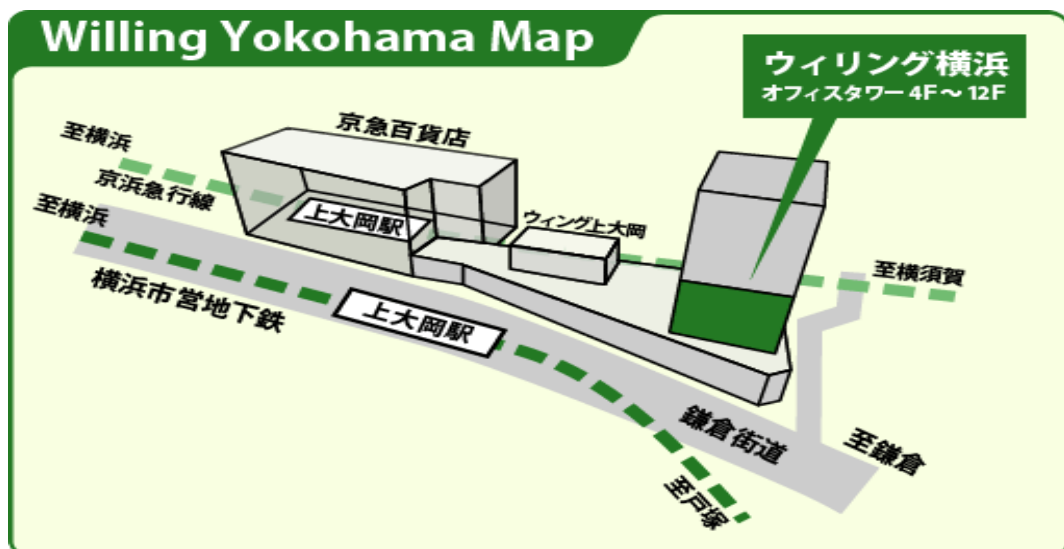 Willing Yokohama Map
ウィリング横浜
オフィスタワー 4F～12F
京急百貨店
至横浜
京浜急行線
至横浜
上大岡駅
ウィング上大岡
至横須賀
横浜市営地下鉄
上大岡駅
鎌倉街道
至鎌倉
至戸塚